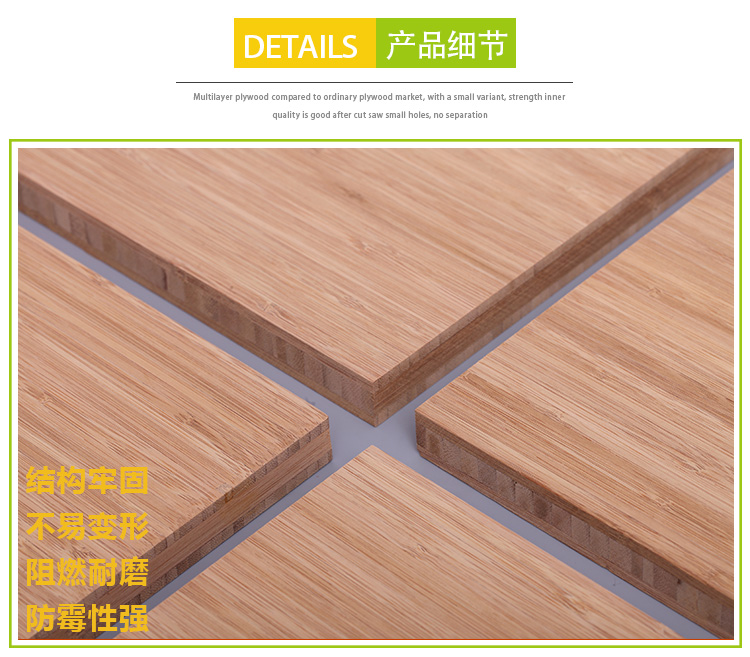 DETAILS 产品细节
Multilayer plywood compared to ordinary plywood market, with a small variant, strength inner
quality is good after cut saw small holes, no separation
结构牢固
不易变形
阻燃耐磨
防霉性强